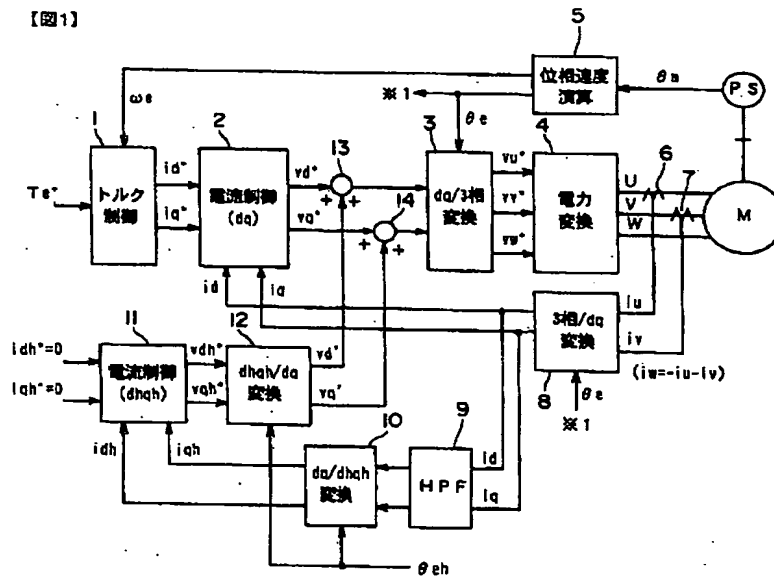 【図1】
5
位相速度
演算
θm
PS
ωe
※1
θe
1
2
3
4
13
14
6
7
Te*
トルク
制御
id*
iq*
電流制御
(dq)
vd*
vq*
+
+
+
+
dq/3相
変換
vu*
vv*
vw*
電力
変換
U
V
W
M
id
iq
3相/dq
変換
8
iu
iv
(iw=-iu-iv)
θe
※1
11
12
idh*=0
iqh*=0
電流制御
(dhqh)
vdh*
vqh*
dhqh/dq
変換
vd'
vq'
idh
iqh
10
9
dq/dhqh
変換
HPF
id
iq
θeh